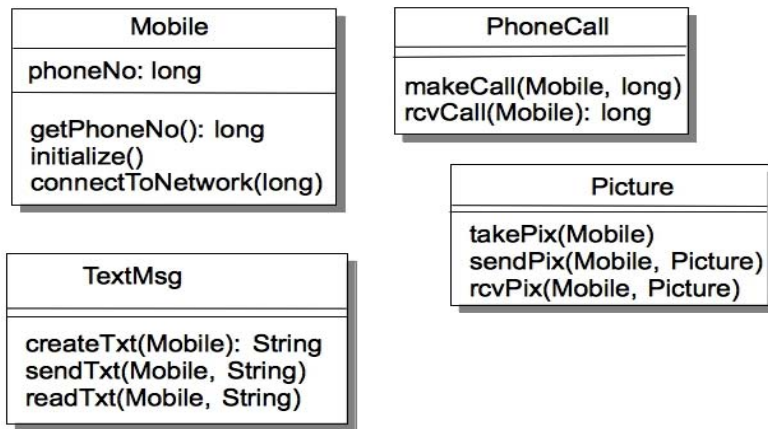 Mobile
phoneNo: long
getPhoneNo(): long
initialize()
connectToNetwork(long)
PhoneCall
makeCall(Mobile, long)
rcvCall(Mobile): long
Picture
takePix(Mobile)
sendPix(Mobile, Picture)
rcvPix(Mobile, Picture)
TextMsg
createTxt(Mobile): String
sendTxt(Mobile, String)
readTxt(Mobile, String)